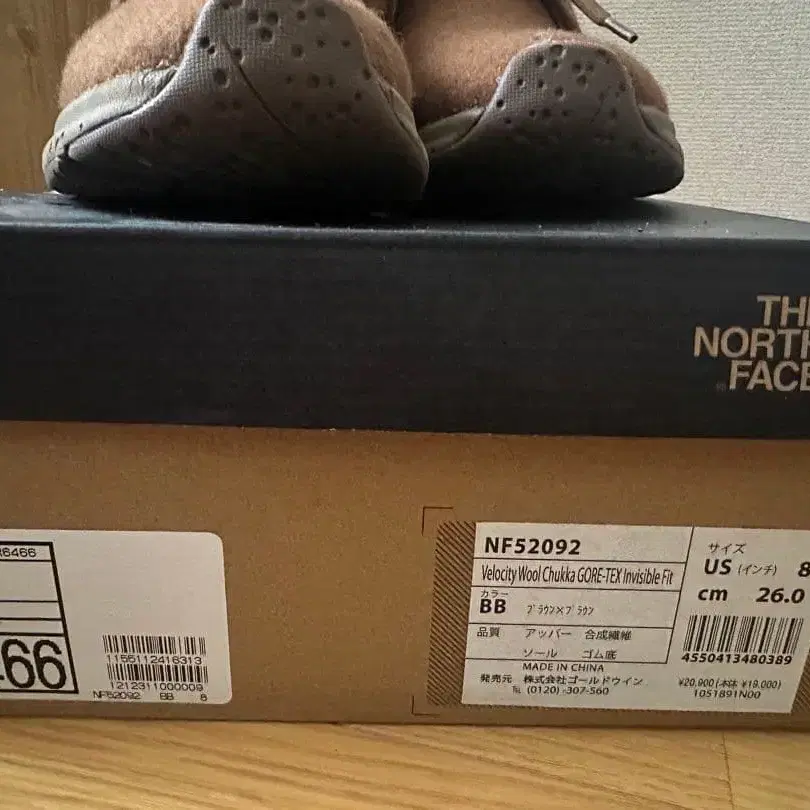 THE
NORTH
FACE
6466
466
1155112416313
1212311000009
NF52092 BB 8
NF52092
Velocity Wool Chukka GORE-TEX Invisible Fit
カラー
BB ブラウン×ブラウン
品質 アッパー 合成繊維
ソール ゴム底
MADE IN CHINA
発売元 株式会社ゴールドウイン
TEL (0120)-307-560
サイズ
US (インチ) 8
cm 26.0
4550413480389
¥20,900(本体 ¥19,000)
1051891N00